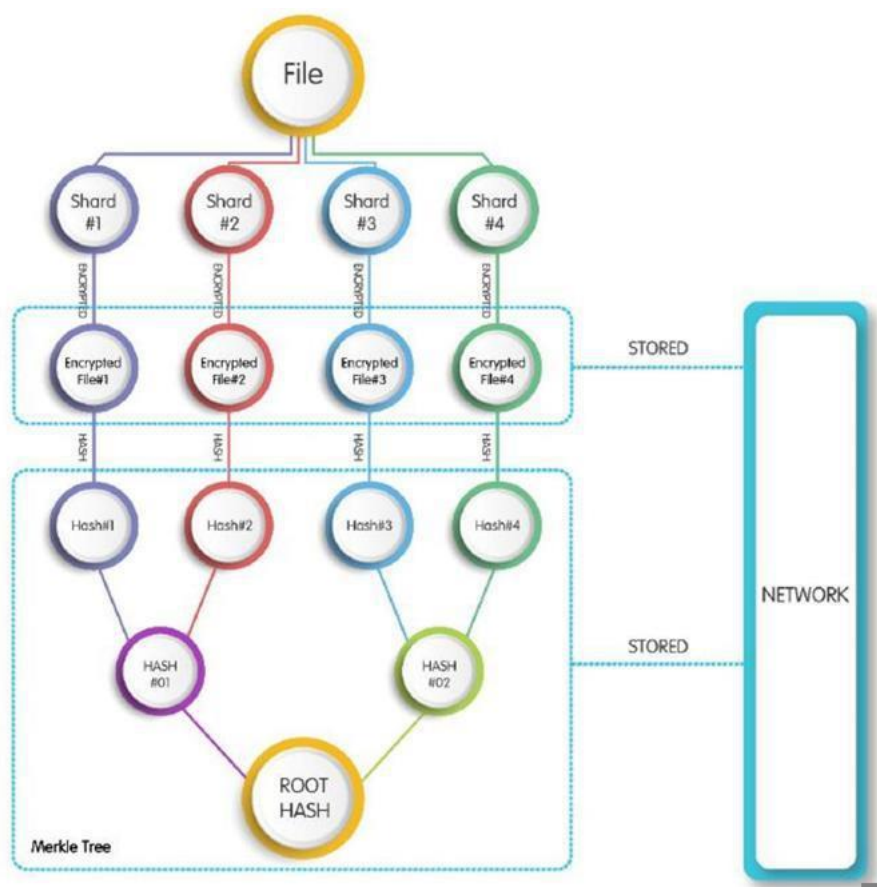 File
Shard
#1
Shard
#2
Shard
#3
Shard
#4
ENCRYPTED
ENCRYPTED
ENCRYPTED
ENCRYPTED
Encrypted
File#1
Encrypted
File#2
Encrypted
File#3
Encrypted
File#4
STORED
HASH
HASH
HASH
HASH
Hash#1
Hash#2
Hash#3
Hash#4
NETWORK
HASH
#01
HASH
#02
STORED
ROOT
HASH
Merkle Tree